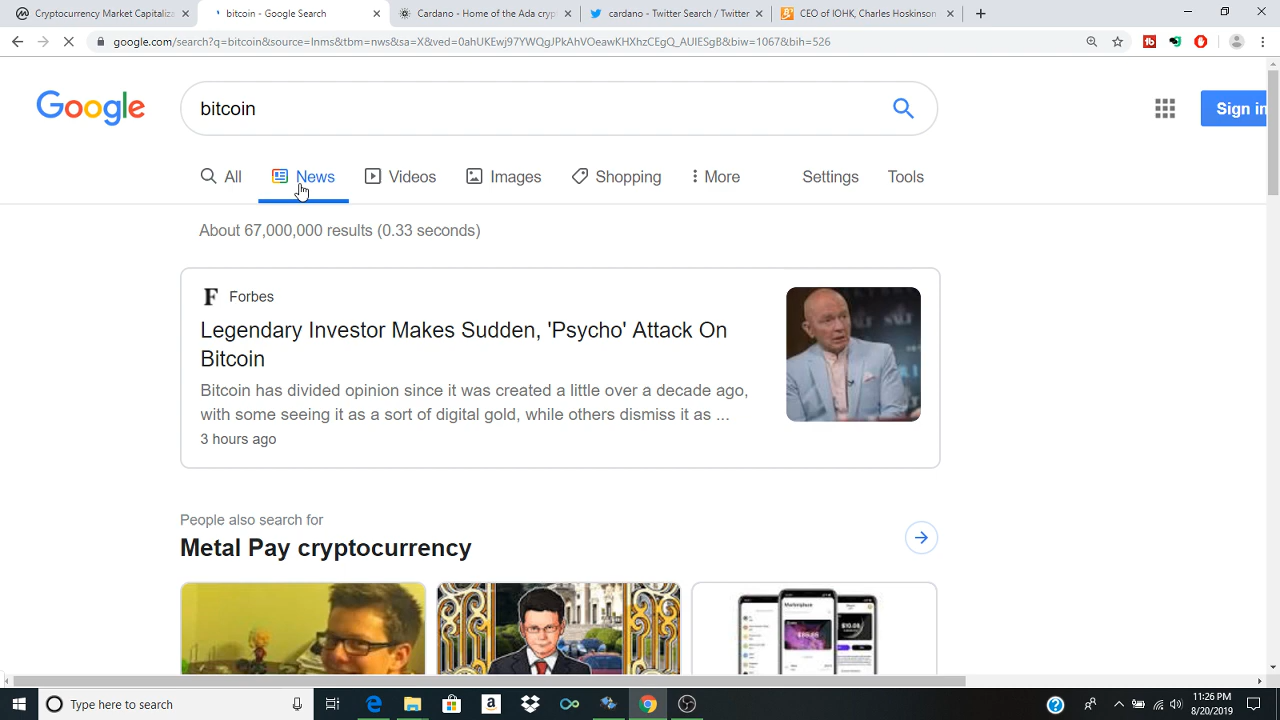 Cryptocurrency Market Capitaliza
bitcoin - Google Search
Cardano - Home of the Ada crypt
cardano - Twitter Search / Twitter
CEO of IOHK, Charles Hoskinson
google.com/search?q=bitcoin&source=lnms&tbm=nws&sa=X&ved=0ahUKEwj97YWQgJPkAhVOeawKHXhzCEgQ_AUIESgB&biw=1067&bih=526
Google
bitcoin
Sign in
All
News
Videos
Images
Shopping
More
Settings
Tools
About 67,000,000 results (0.33 seconds)
F Forbes
Legendary Investor Makes Sudden, 'Psycho' Attack On
Bitcoin
Bitcoin has divided opinion since it was created a little over a decade ago,
with some seeing it as a sort of digital gold, while others dismiss it as ...
3 hours ago
People also search for
Metal Pay cryptocurrency
Marketplace
$10.08
Type here to search
11:26 PM
8/20/2019